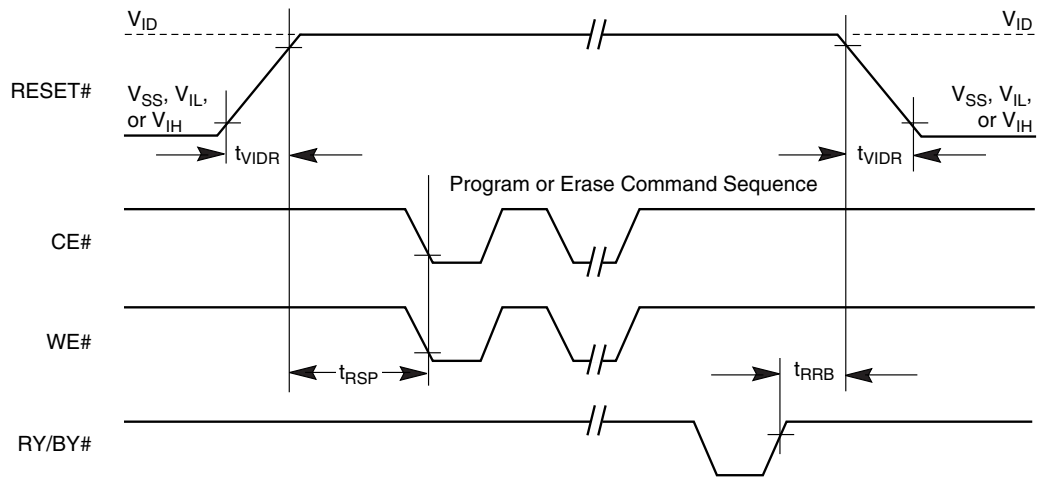 V_ID V_ID
RESET#
V_SS, V_IL,
or V_IH
V_SS, V_IL,
or V_IH
t_VIDR t_VIDR
Program or Erase Command Sequence
CE#
WE#
t_RSP t_RRB
RY/BY#